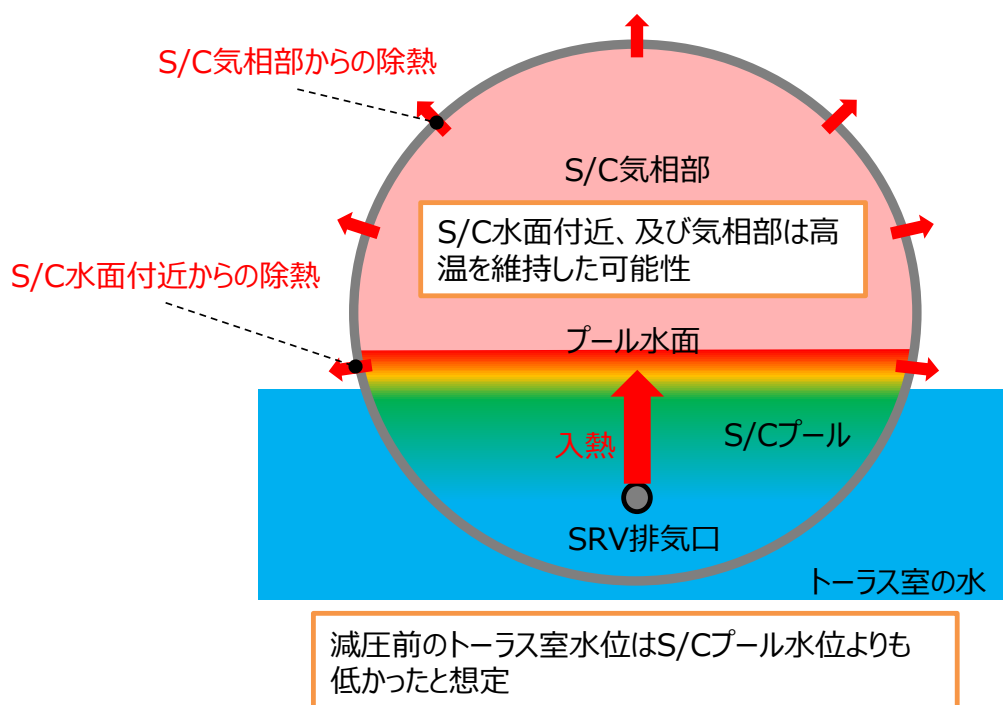 S/C気相部からの除熱
S/C気相部
S/C水面付近、及び気相部は高
温を維持した可能性
S/C水面付近からの除熱
プール水面
入熱
S/Cプール
SRV排気口
トーラス室の水
減圧前のトーラス室水位はS/Cプール水位よりも
低かったと想定